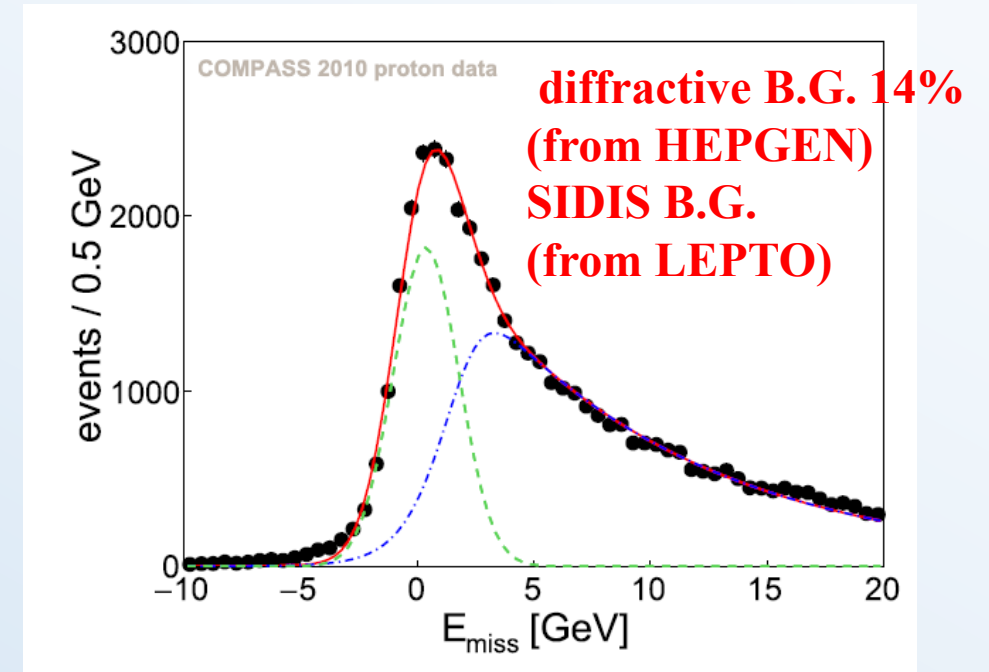 3000
COMPASS 2010 proton data
diffractive B.G. 14%
(from HEPGEN)
SIDIS B.G.
(from LEPTO)
events / 0.5 GeV
2000
1000
0
−10 −5 0 5 10 15 20
E_miss [GeV]